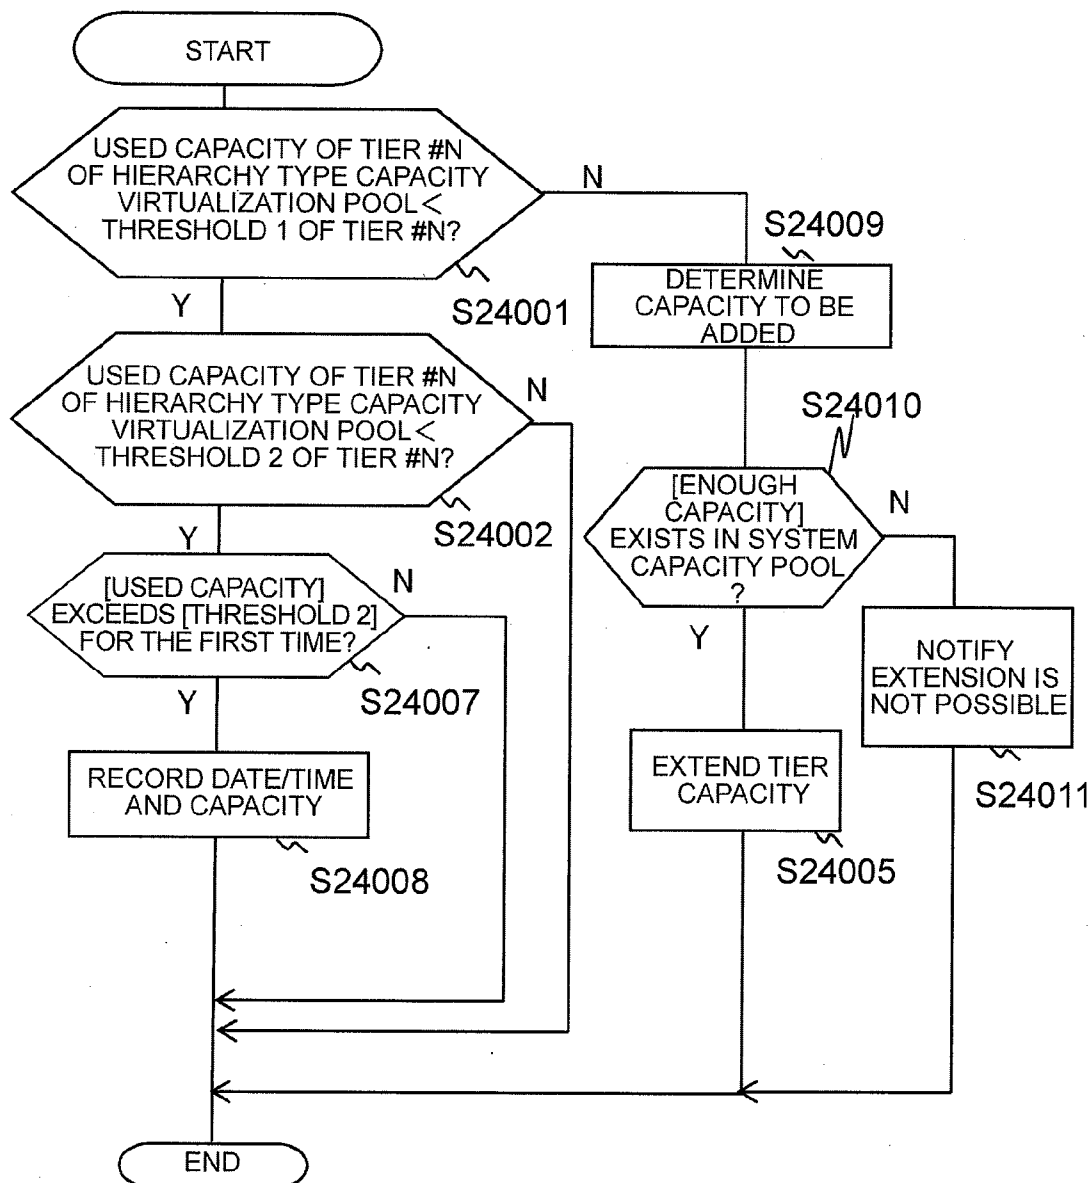 START
USED CAPACITY OF TIER #N
OF HIERARCHY TYPE CAPACITY
VIRTUALIZATION POOL<
THRESHOLD 1 OF TIER #N?
N
S24001
Y
S24009
DETERMINE
CAPACITY TO BE
ADDED
USED CAPACITY OF TIER #N
OF HIERARCHY TYPE CAPACITY
VIRTUALIZATION POOL<
THRESHOLD 2 OF TIER #N?
N
S24002
Y
S24010
[ENOUGH
CAPACITY]
EXISTS IN SYSTEM
CAPACITY POOL
?
N
Y
[USED CAPACITY]
EXCEEDS [THRESHOLD 2]
FOR THE FIRST TIME?
N
S24007
Y
NOTIFY
EXTENSION IS
NOT POSSIBLE
S24011
RECORD DATE/TIME
AND CAPACITY
S24008
EXTEND TIER
CAPACITY
S24005
END